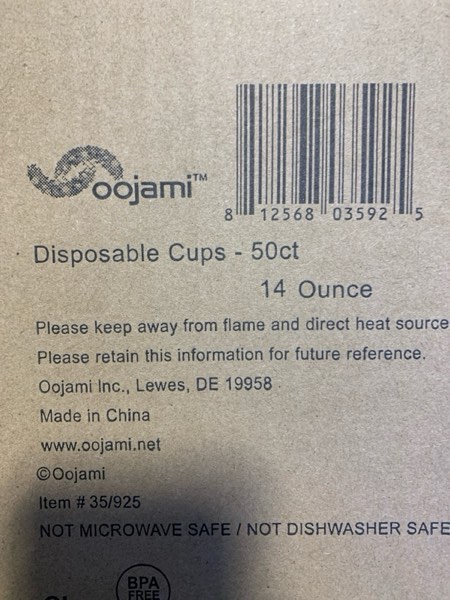 oojami™
8 12568 03592 5
Disposable Cups - 50ct
14 Ounce
Please keep away from flame and direct heat source
Please retain this information for future reference.
Oojami Inc., Lewes, DE 19958
Made in China
www.oojami.net
©Oojami
Item # 35/925
NOT MICROWAVE SAFE / NOT DISHWASHER SAFE
BPA
FREE